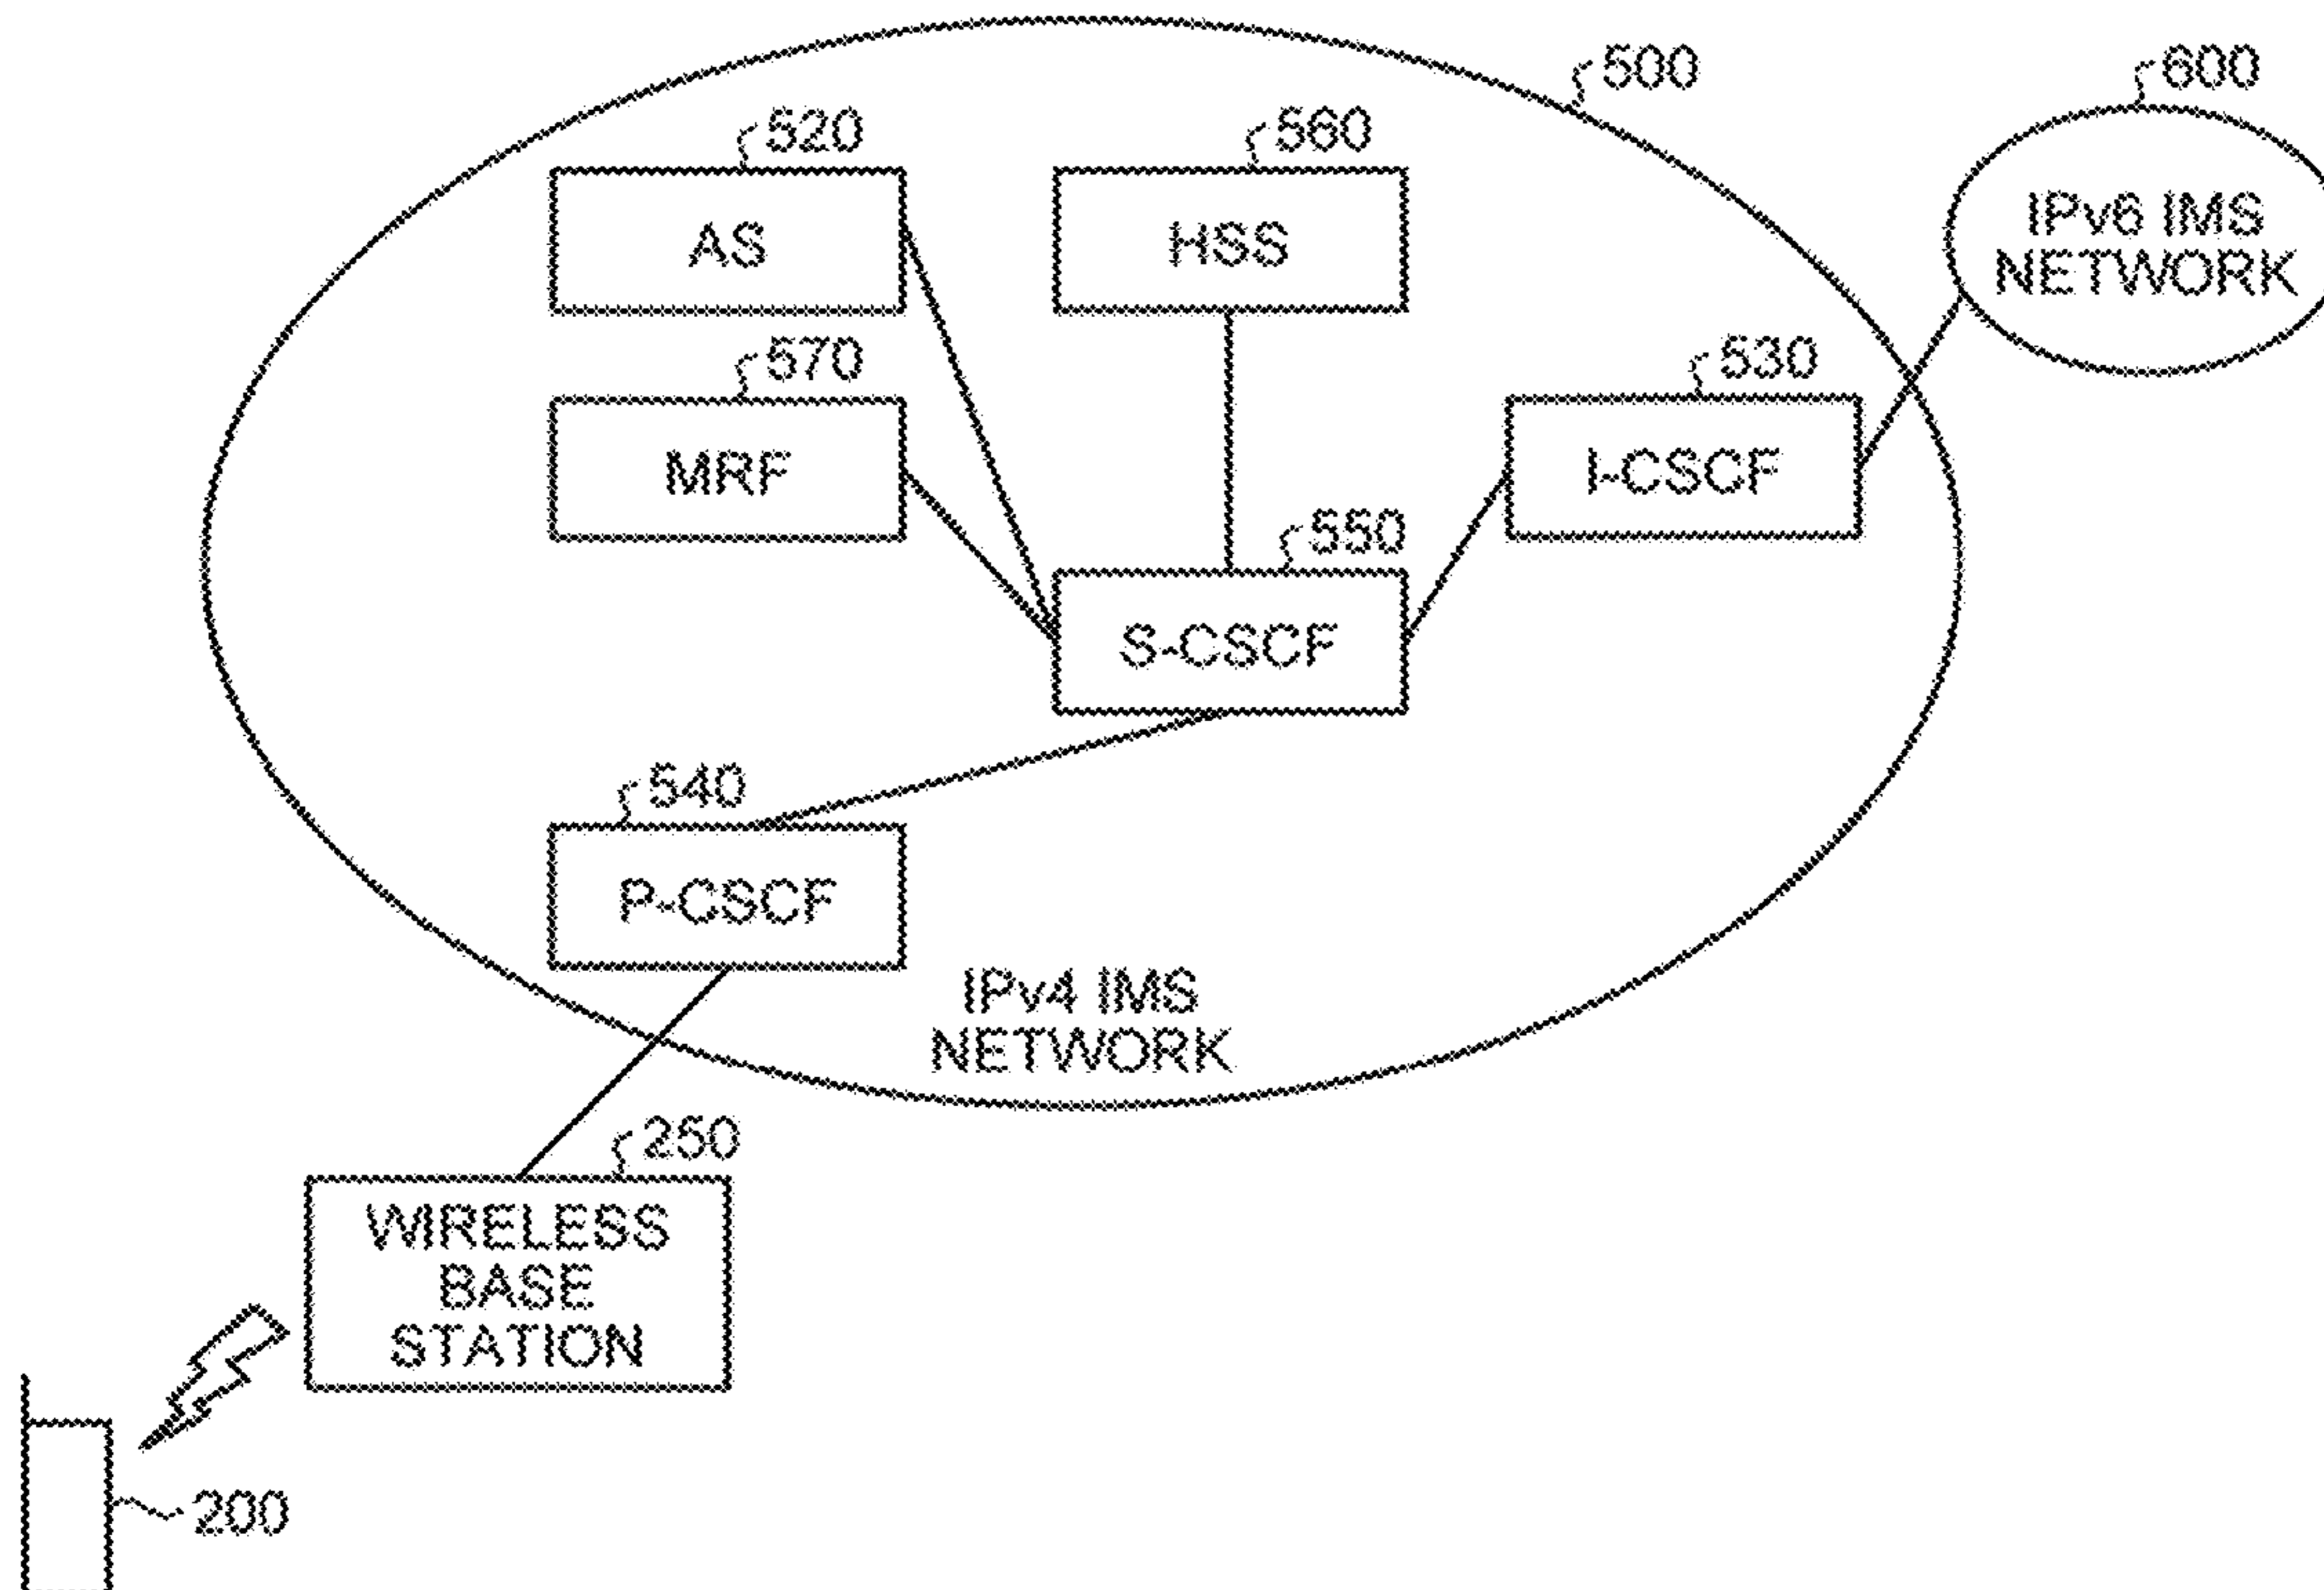 500
600
520
560
IPv6 IMS
NETWORK
AS
HSS
570
530
MRF
I-CSCF
550
S-CSCF
540
P-CSCF
IPv4 IMS
NETWORK
250
WIRELESS
BASE
STATION
200